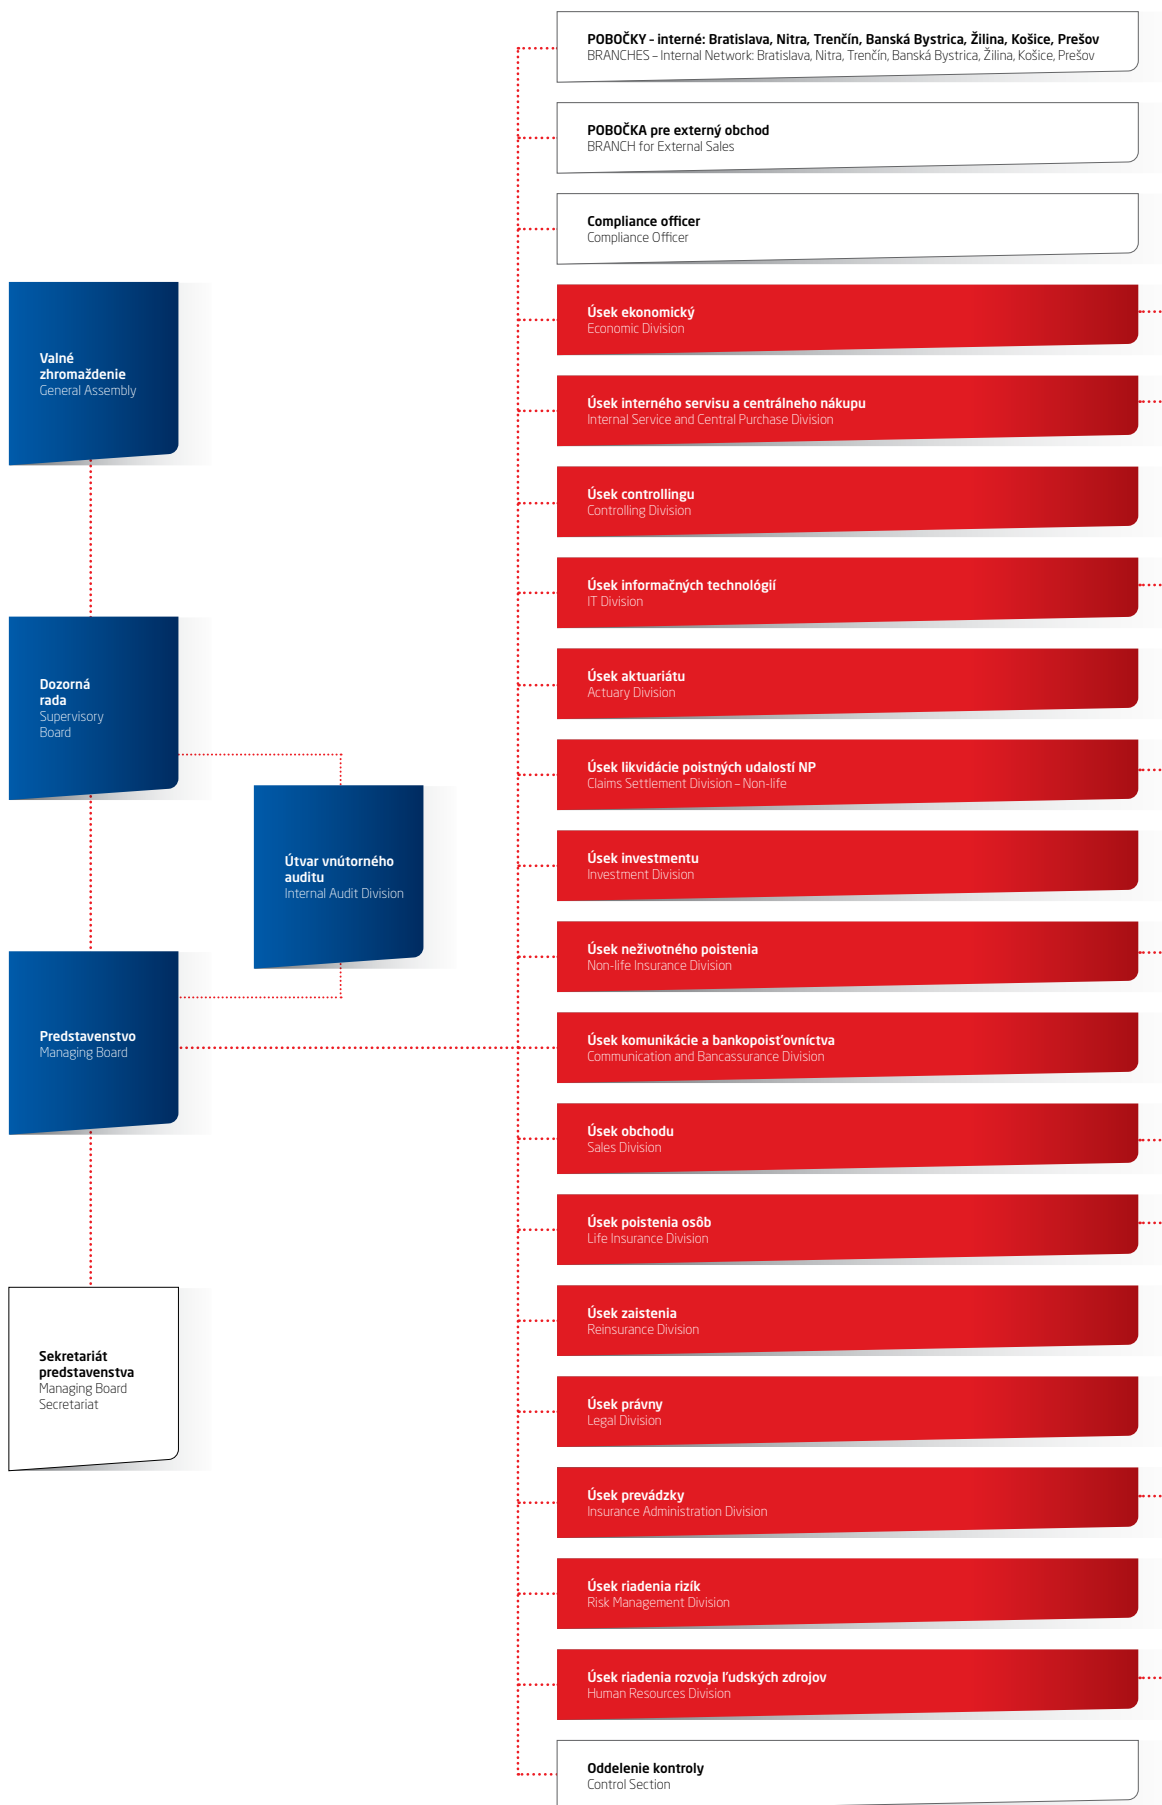 Valné
zhromaždenie
General Assembly
Dozorná
rada
Supervisory
Board
Útvar vnútorného
auditu
Internal Audit Division
Predstavenstvo
Managing Board
Sekretariát
predstavenstva
Managing Board
Secretariat
POBOČKY - interné: Bratislava, Nitra, Trenčín, Banská Bystrica, Žilina, Košice, Prešov
BRANCHES – Internal Network: Bratislava, Nitra, Trenčín, Banská Bystrica, Žilina, Košice, Prešov
POBOČKA pre externý obchod
BRANCH for External Sales
Compliance officer
Compliance Officer
Úsek ekonomický
Economic Division
Úsek interného servisu a centrálneho nákupu
Internal Service and Central Purchase Division
Úsek controllingu
Controlling Division
Úsek informačných technológií
IT Division
Úsek aktuariátu
Actuary Division
Úsek likvidácie poistných udalostí NP
Claims Settlement Division – Non-life
Úsek investmentu
Investment Division
Úsek neživotného poistenia
Non-life Insurance Division
Úsek komunikácie a bankopoisťovníctva
Communication and Bancassurance Division
Úsek obchodu
Sales Division
Úsek poistenia osôb
Life Insurance Division
Úsek zaistenia
Reinsurance Division
Úsek právny
Legal Division
Úsek prevádzky
Insurance Administration Division
Úsek riadenia rizík
Risk Management Division
Úsek riadenia rozvoja ľudských zdrojov
Human Resources Division
Oddelenie kontroly
Control Section